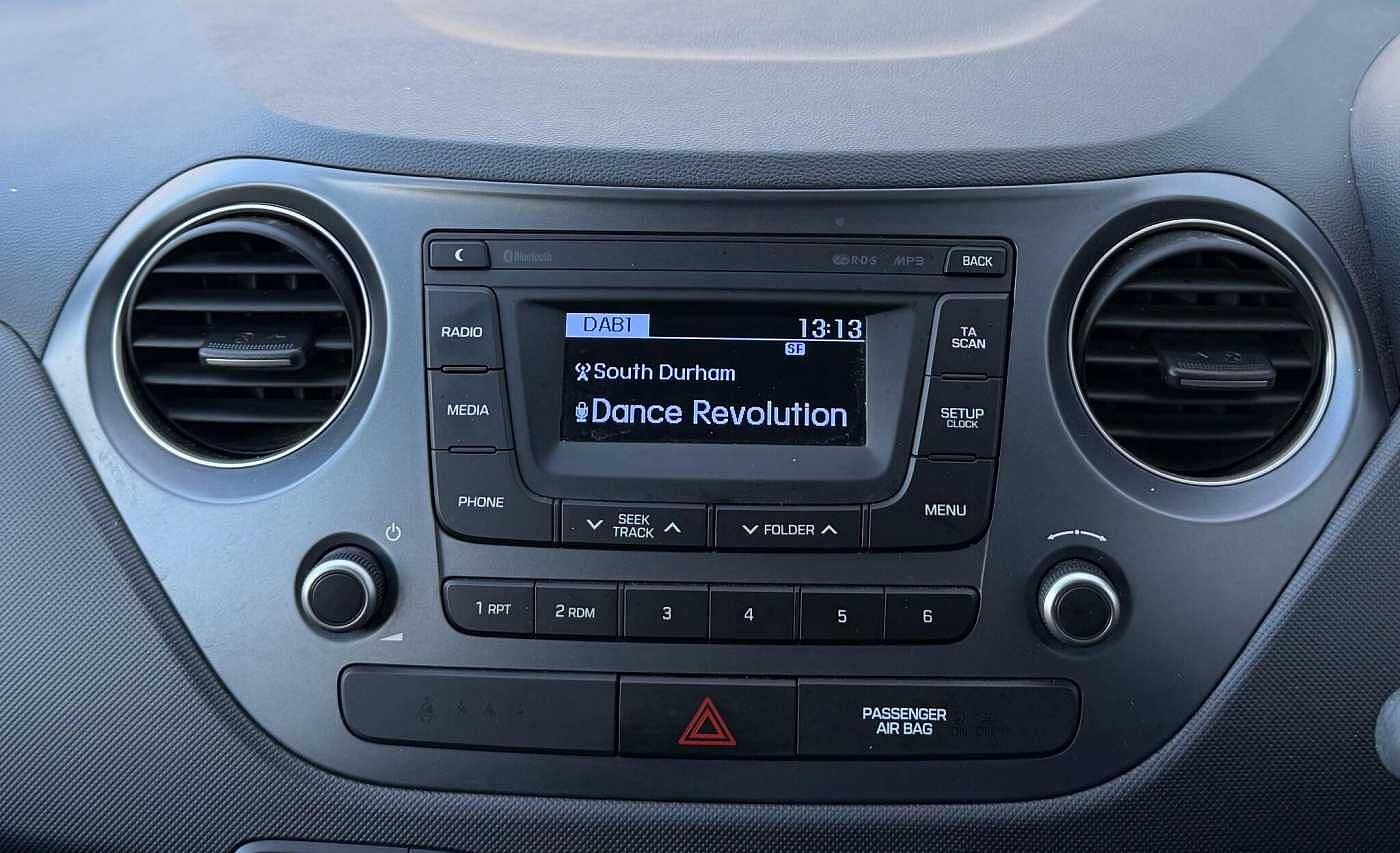 Bluetooth
R·D·S
MP3
BACK
RADIO
DAB1
13:13
TA
SCAN
SF
South Durham
MEDIA
Dance Revolution
SETUP
CLOCK
PHONE
SEEK
TRACK
FOLDER
MENU
1 RPT
2 RDM
3
4
5
6
PASSENGER
AIR BAG